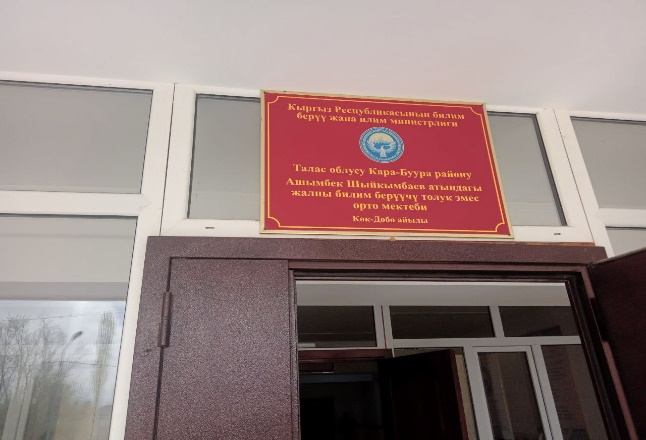 Кыргыз Республикасынын билим
берүү жана илим министрлиги
Талас облусу Кара-Буура району
Ашымбек Шыйкымбаев атындагы
жалпы билим берүүчү толук эмес
орто мектеби
Көк-Добо айылы